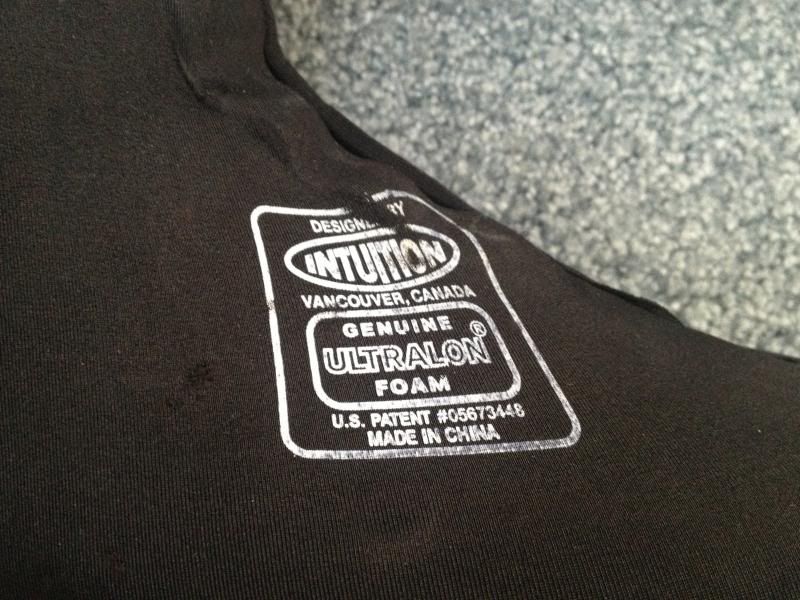 DESIGNED BY
INTUITION
VANCOUVER, CANADA
GENUINE
ULTRALON®
FOAM
U.S. PATENT #05673448
MADE IN CHINA